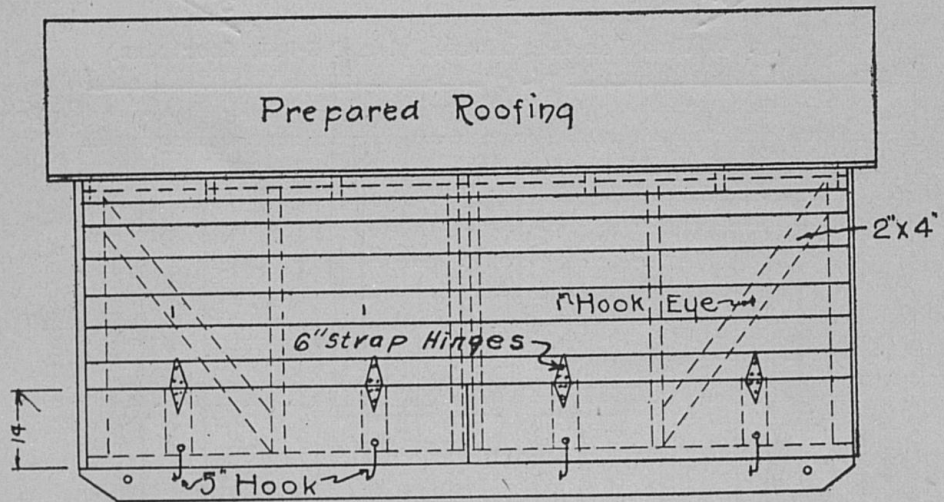 Prepared Roofing
2"x4"
Hook Eye
6" Strap Hinges
14
5" Hook